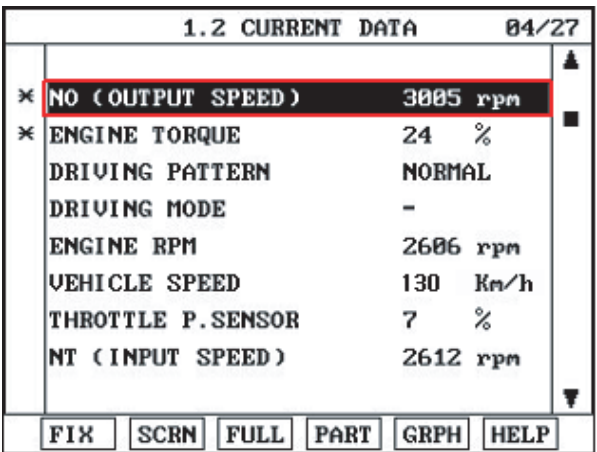 1.2 CURRENT DATA 04/27
* NO (OUTPUT SPEED) 3005 rpm
* ENGINE TORQUE 24 %
DRIVING PATTERN NORMAL
DRIVING MODE -
ENGINE RPM 2606 rpm
VEHICLE SPEED 130 Km/h
THROTTLE P.SENSOR 7 %
NT (INPUT SPEED) 2612 rpm
FIX SCRN FULL PART GRPH HELP